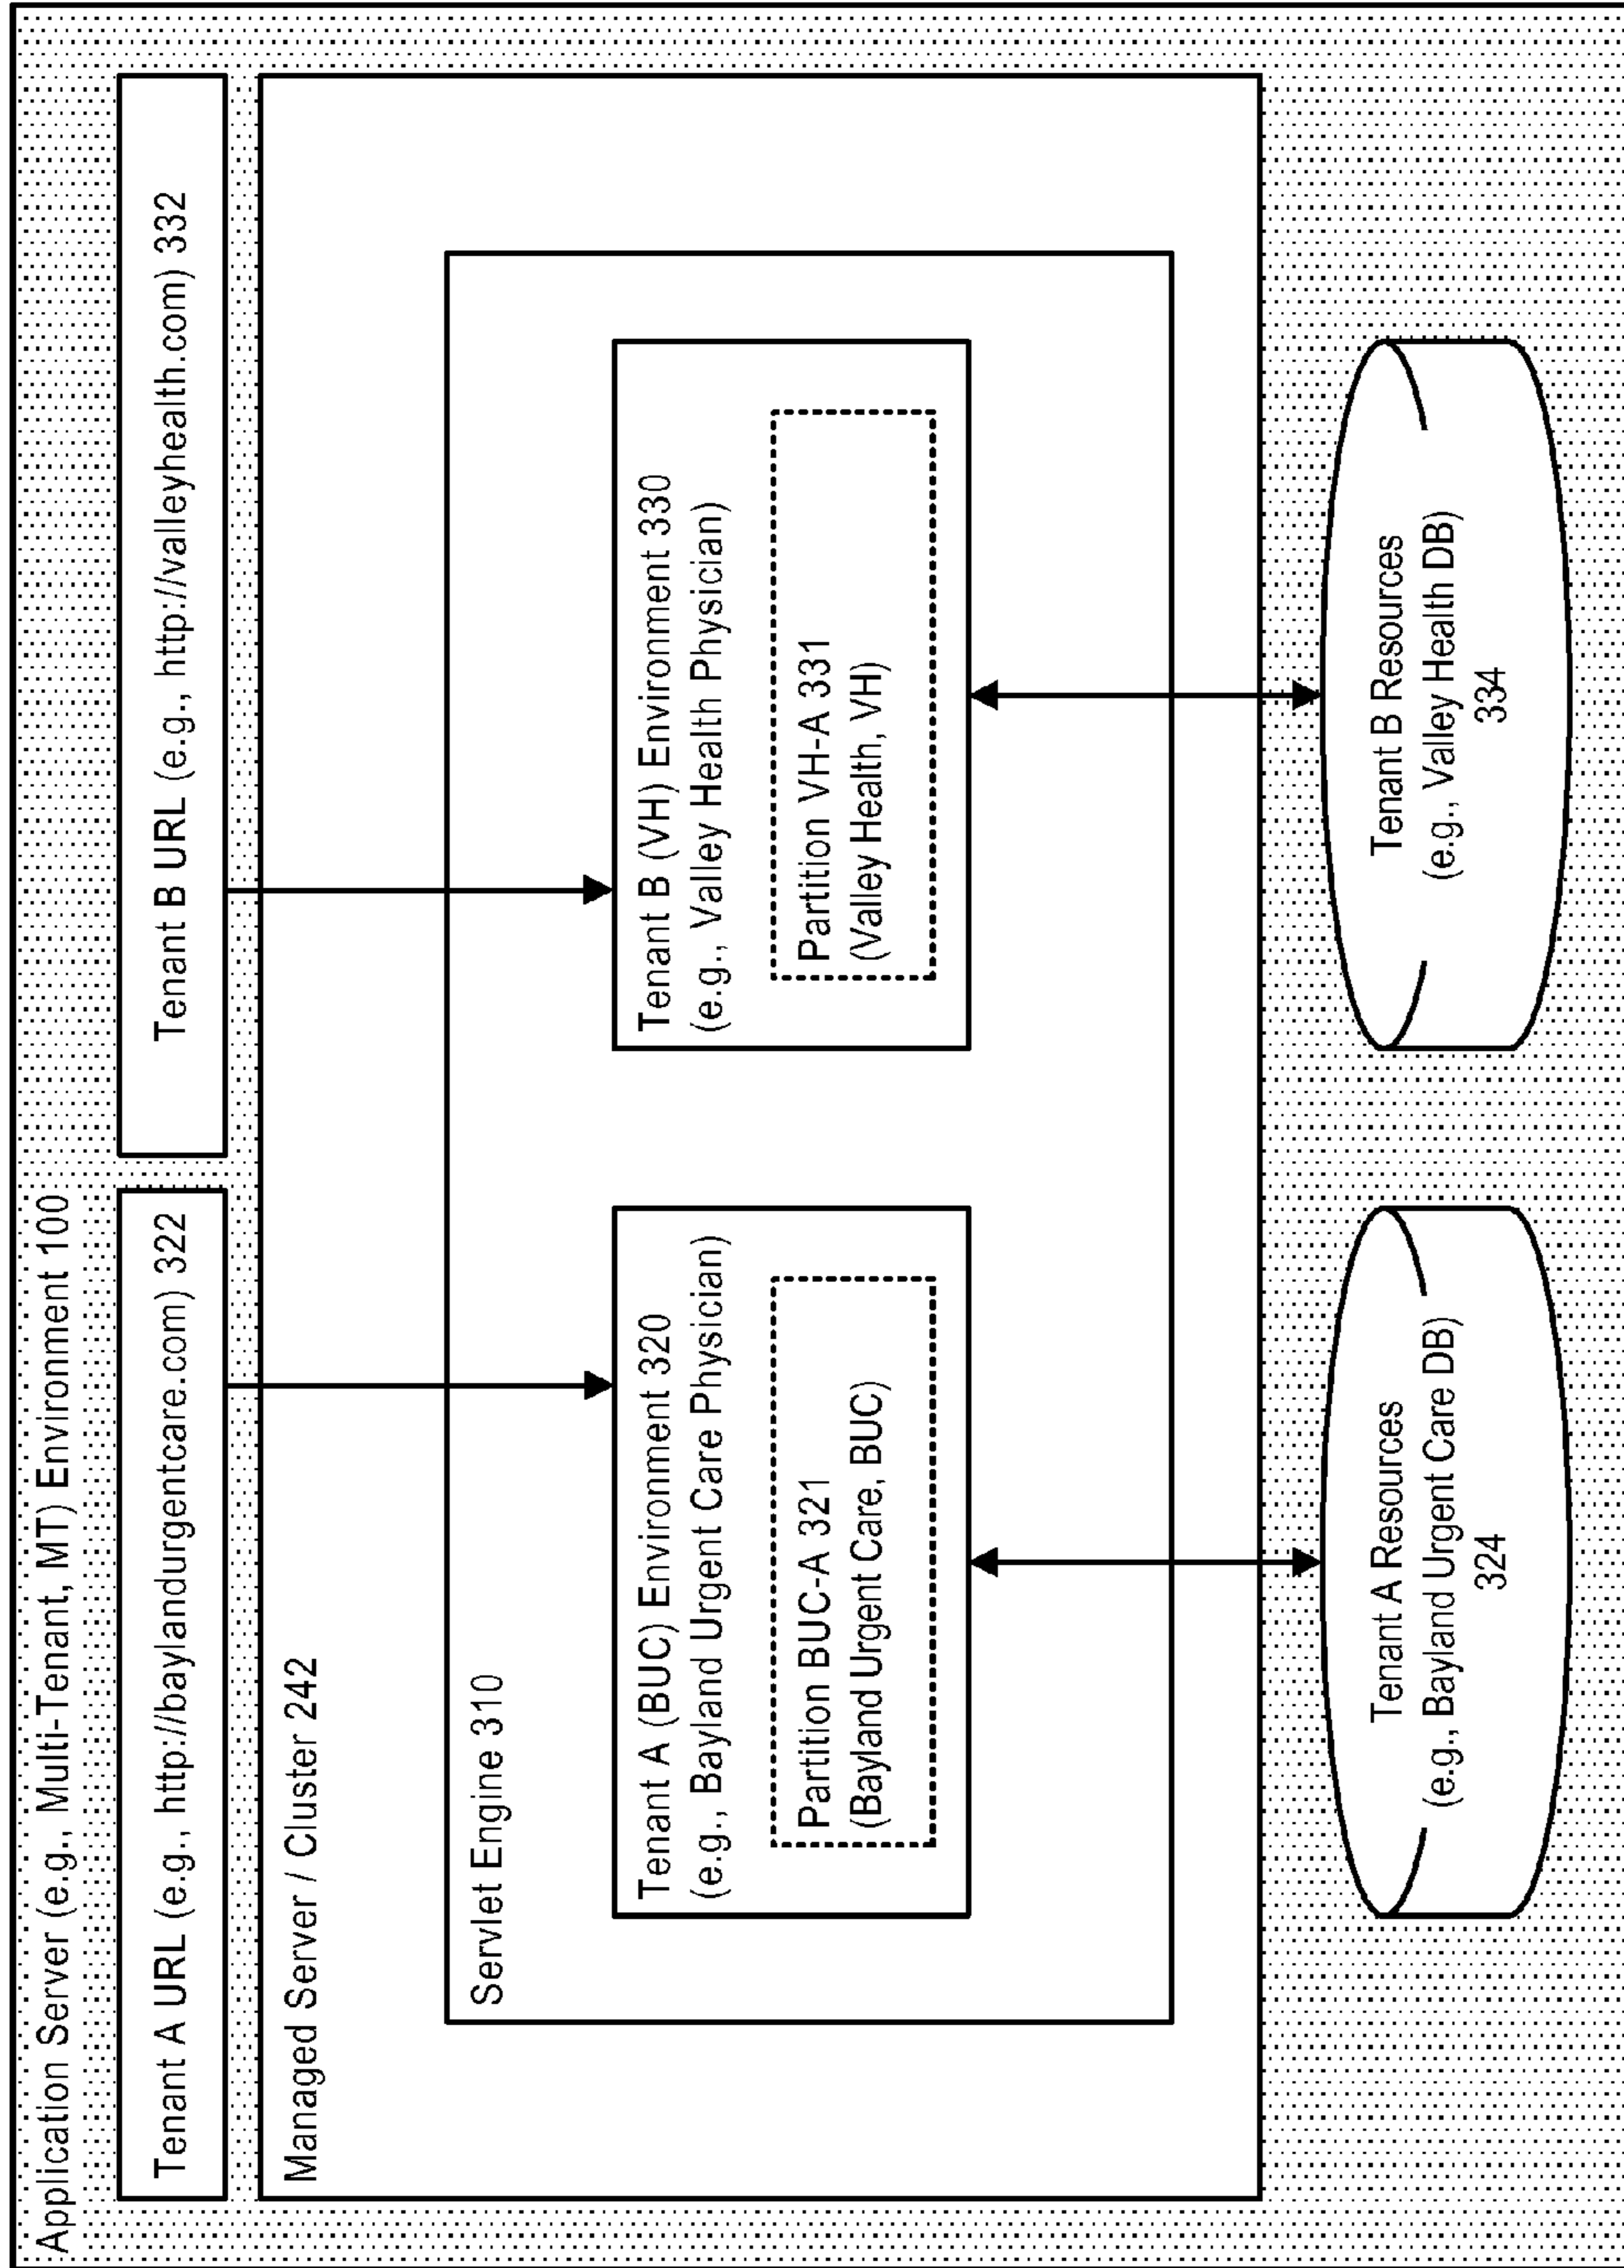 Application Server (e.g., Multi-Tenant, MT) Environment 100
Tenant A URL (e.g., http://baylandurgentcare.com) 322
Tenant B URL (e.g., http://valleyhealth.com) 332
Managed Server / Cluster 242
Servlet Engine 310
Tenant A (BUC) Environment 320
(e.g., Bayland Urgent Care Physician)
Partition BUC-A 321
(Bayland Urgent Care, BUC)
Tenant B (VH) Environment 330
(e.g., Valley Health Physician)
Partition VH-A 331
(Valley Health, VH)
Tenant A Resources
(e.g., Bayland Urgent Care DB)
324
Tenant B Resources
(e.g., Valley Health DB)
334